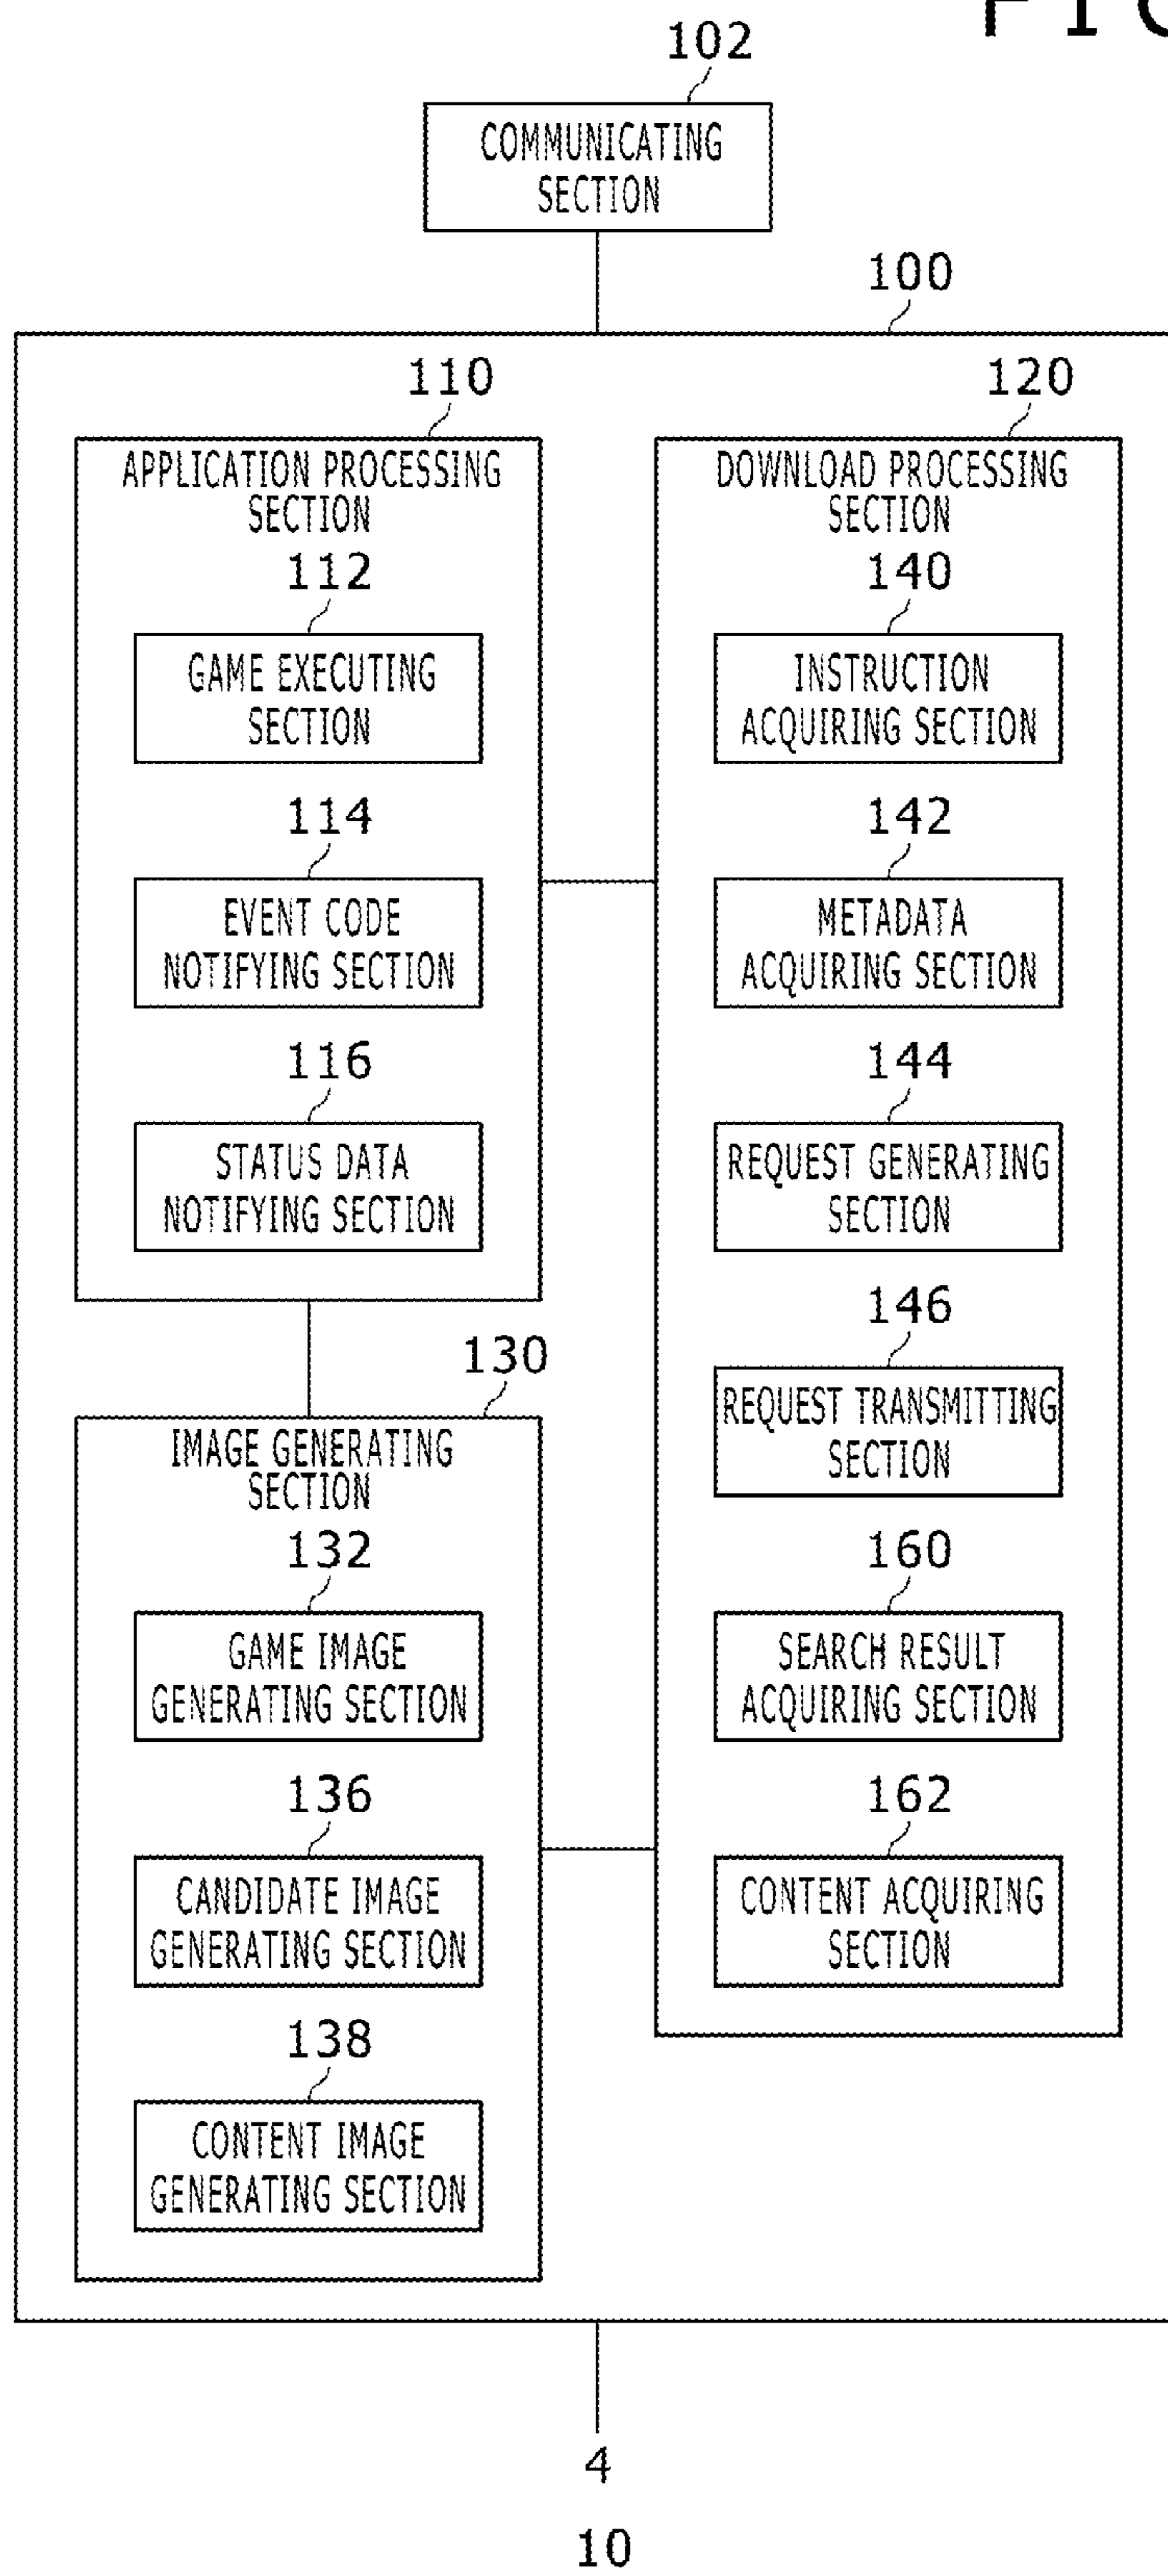 FIG
102
COMMUNICATING
SECTION
100
110
APPLICATION PROCESSING
SECTION
112
GAME EXECUTING
SECTION
114
EVENT CODE
NOTIFYING SECTION
116
STATUS DATA
NOTIFYING SECTION
130
IMAGE GENERATING
SECTION
132
GAME IMAGE
GENERATING SECTION
136
CANDIDATE IMAGE
GENERATING SECTION
138
CONTENT IMAGE
GENERATING SECTION
120
DOWNLOAD PROCESSING
SECTION
140
INSTRUCTION
ACQUIRING SECTION
142
METADATA
ACQUIRING SECTION
144
REQUEST GENERATING
SECTION
146
REQUEST TRANSMITTING
SECTION
160
SEARCH RESULT
ACQUIRING SECTION
162
CONTENT ACQUIRING
SECTION
4
10